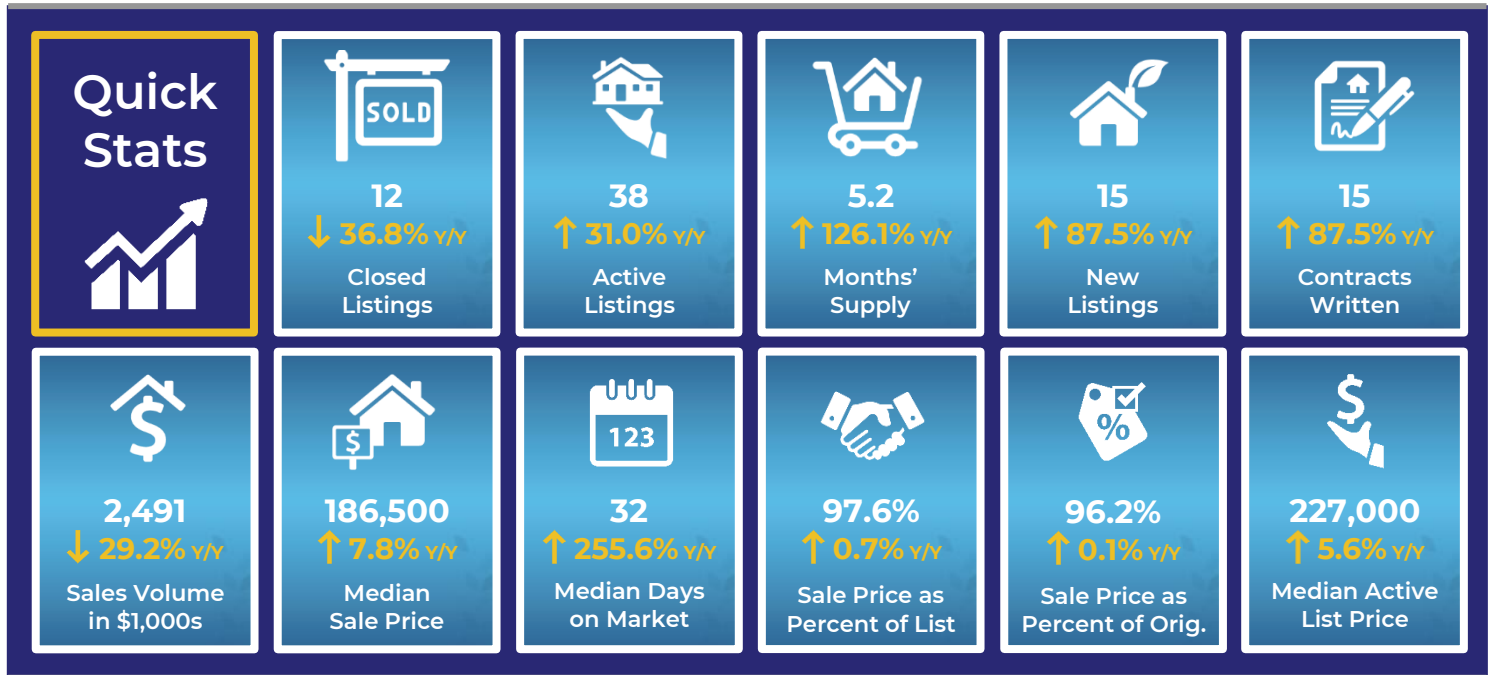 Quick
Stats
SOLD
12
↓ 36.8% Y/Y
Closed
Listings
38
↑ 31.0% Y/Y
Active
Listings
5.2
↑ 126.1% Y/Y
Months’
Supply
15
↑ 87.5% Y/Y
New
Listings
15
↑ 87.5% Y/Y
Contracts
Written
$
2,491
↓ 29.2% Y/Y
Sales Volume
in $1,000s
$
186,500
↑ 7.8% Y/Y
Median
Sale Price
123
32
↑ 255.6% Y/Y
Median Days
on Market
97.6%
↑ 0.7% Y/Y
Sale Price as
Percent of List
%
96.2%
↑ 0.1% Y/Y
Sale Price as
Percent of Orig.
$
227,000
↑ 5.6% Y/Y
Median Active
List Price